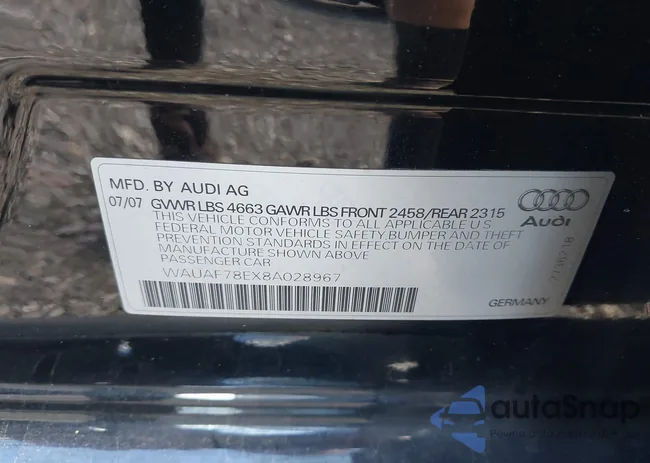 MFD. BY AUDI AG
07/07 GVWR LBS 4663 GAWR LBS FRONT 2458/REAR 2315
THIS VEHICLE CONFORMS TO ALL APPLICABLE U.S
FEDERAL MOTOR VEHICLE SAFETY, BUMPER AND THEFT
PREVENTION STANDARDS IN EFFECT ON THE DATE OF
MANUFACTURE SHOWN ABOVE
PASSENGER CAR
WAUAF78EX8A028967
Audi
GERMANY
autoSnap